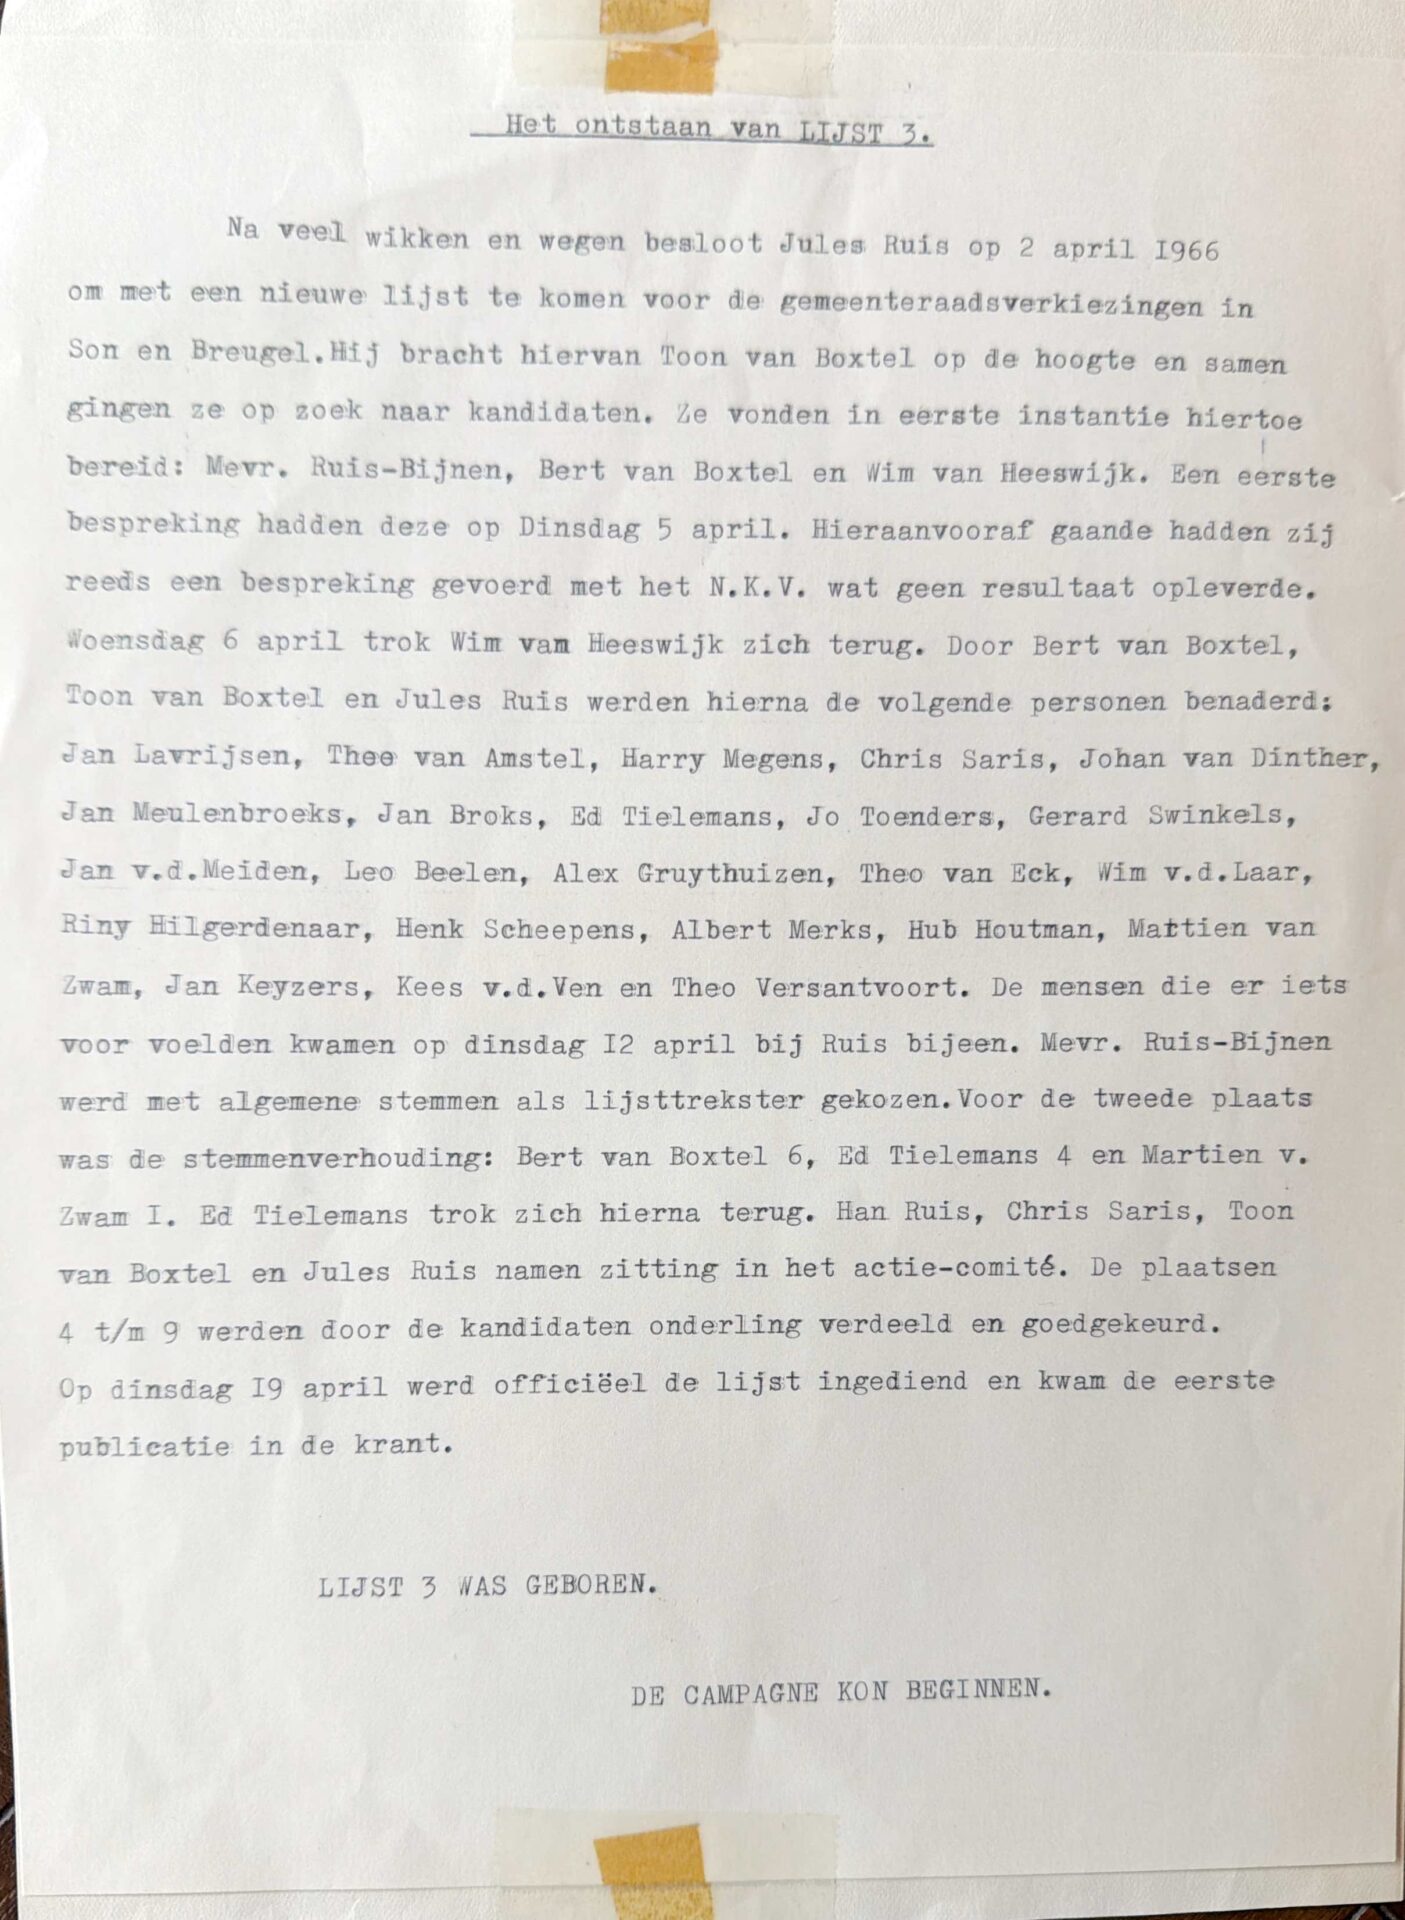 Het ontstaan van LIJST 3.
Na veel wikken en wegen besloot Jules Ruis op 2 april I966
om met een nieuwe lijst te komen voor de gemeenteraadsverkiezingen in
Son en Breugel.Hij bracht hiervan Toon van Boxtel op de hoogte en samen
gingen ze op zoek naar kandidaten. Ze vonden in eerste instantie hiertoe
bereid: Mevr. Ruis-Bijnen, Bert van Boxtel en Wim van Heeswijk. Een eerste
bespreking hadden deze op Dinsdag 5 april. Hieraanvooraf gaande hadden zij
reeds een bespreking gevoerd met het N.K.V. wat geen resultaat opleverde.
Woensdag 6 april trok Wim van Heeswijk zich terug. Door Bert van Boxtel,
Toon van Boxtel en Jules Ruis werden hierna de volgende personen benaderd:
Jan Lavrijsen, Theo van Amstel, Harry Megens, Chris Saris, Johan van Dinther,
Jan Meulenbroeks, Jan Broks, Ed Tielemans, Jo Toenders, Gerard Swinkels,
Jan v.d.Meiden, Leo Beelen, Alex Gruythuizen, Theo van Eck, Wim v.d.Laar,
Riny Hilgerdenaar, Henk Scheepens, Albert Merks, Hub Houtman, Martien van
Zwam, Jan Keyzers, Kees v.d.Ven en Theo Versantvoort. De mensen die er iets
voor voelden kwamen op dinsdag I2 april bij Ruis bijeen. Mevr. Ruis-Bijnen
werd met algemene stemmen als lijsttrekster gekozen.Voor de tweede plaats
was de stemmenverhouding: Bert van Boxtel 6, Ed Tielemans 4 en Martien v.
Zwam I. Ed Tielemans trok zich hierna terug. Han Ruis, Chris Saris, Toon
van Boxtel en Jules Ruis namen zitting in het actie-comité. De plaatsen
4 t/m 9 werden door de kandidaten onderling verdeeld en goedgekeurd.
Op dinsdag I9 april werd officiëel de lijst ingediend en kwam de eerste
publicatie in de krant.
LIJST 3 WAS GEBOREN.
DE CAMPAGNE KON BEGINNEN.